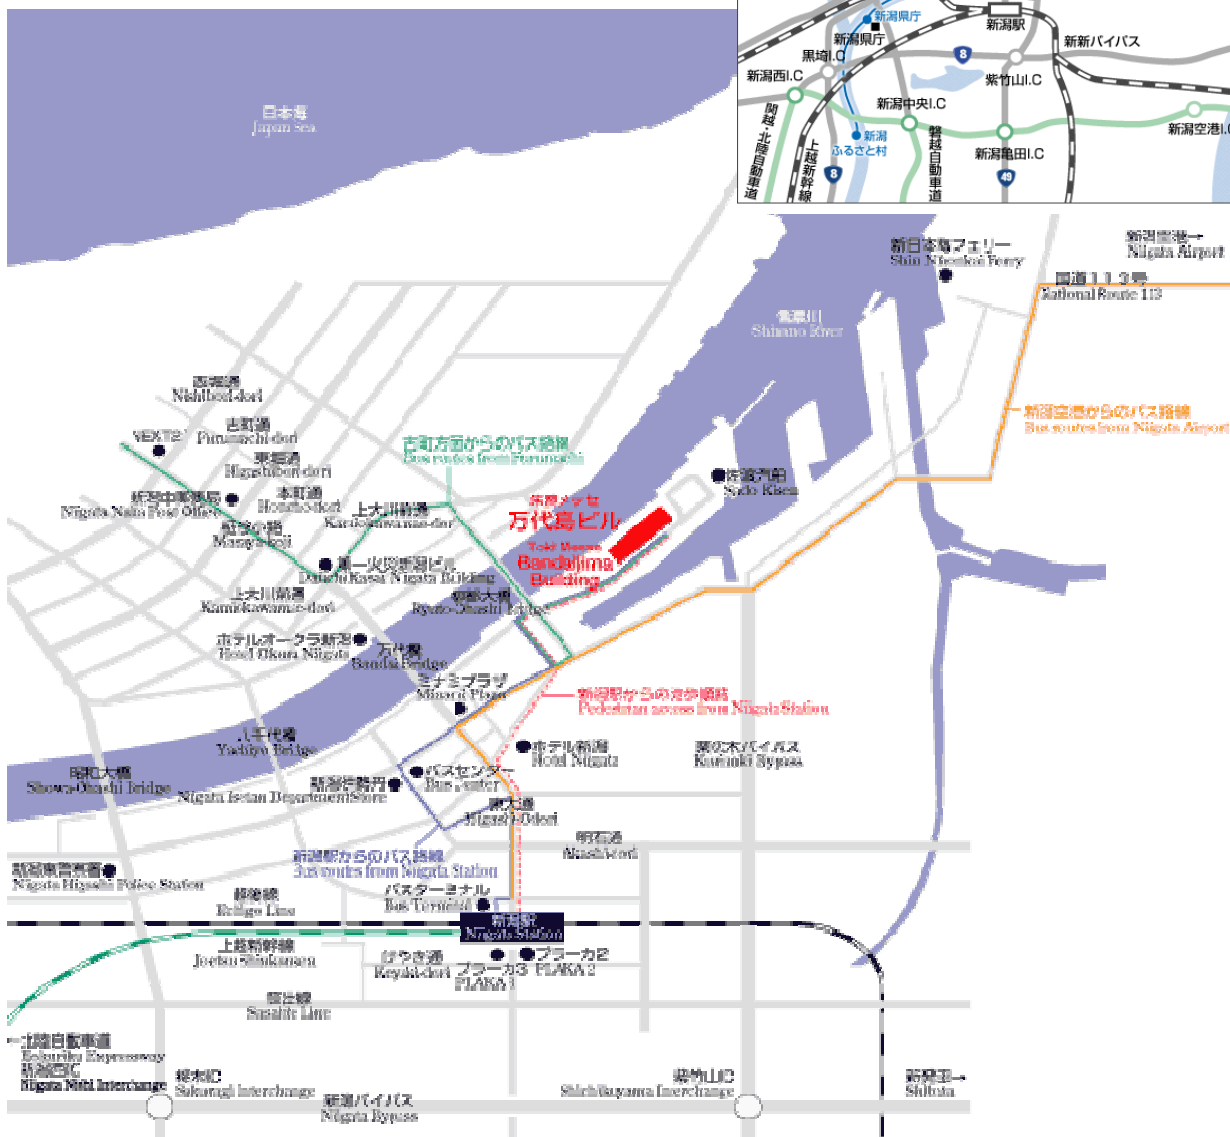 新潟県庁
新潟県庁
新潟駅
新新バイパス
黒埼I.C
8
新潟西I.C
紫竹山I.C
新潟中央I.C
新潟
ふるさと村
新潟亀田I.C
新潟空港I.C
関越・北陸自動車道
上越新幹線
8
磐越自動車道
49
日本海
Japan Sea
新日本海フェリー
Shin Nihonkai Ferry
新潟空港→
Niigata Airport
国道113号
National Route 113
信濃川
Shinano River
西堀通
Nishibori-dori
NEXT21
古町通
Furumachi-dori
東堀通
Higashibori-dori
本町通
Honcho-dori
新潟中郵便局
Niigata Naka Post Office
上大川前通
Kamiokawamae-dori
古町方面からのバス路線
Bus routes from Furumachi
新潟空港からのバス路線
Bus routes from Niigata Airport
佐渡汽船
Sado Kisen
朱鷺メッセ
万代島ビル
Toki Messe
Bandaijima
Building
第一火災新潟ビル
Daiichi Kasai Niigata Building
上大川前通
Kamiokawamae-dori
柳都大橋
Ryuto-Ohashi Bridge
ホテルオークラ新潟
Hotel Okura Niigata
万代橋
Bandai Bridge
ミナミプラザ
Minami Plaza
新潟駅からの徒歩順路
Pedestrian access from Niigata Station
八千代橋
Yachiyo Bridge
昭和大橋
Showa-Ohashi Bridge
新潟伊勢丹
Niigata Isetan Department Store
バスセンター
Bus Center
ホテル新潟
Hotel Niigata
栗の木バイパス
Kurinoki Bypass
東大通
Higashi-Odori
明石通
Akashi-dori
新潟駅からのバス路線
Bus routes from Niigata Station
新潟東警察署
Niigata Higashi Police Station
越後線
Echigo Line
バスターミナル
Bus Terminal
新潟駅
Niigata Station
上越新幹線
Joetsu Shinkansen
けやき通
Keyaki-dori
プラーカ3
PLAKA 3
プラーカ2
PLAKA 2
笹出線
Sasaide Line
←北陸自動車道
Hokuriku Expressway
新潟西IC
Niigata Nishi Interchange
桜木IC
Sakuragi Interchange
新潟バイパス
Niigata Bypass
紫竹山IC
Shichikuyama Interchange
新発田→
Shibata